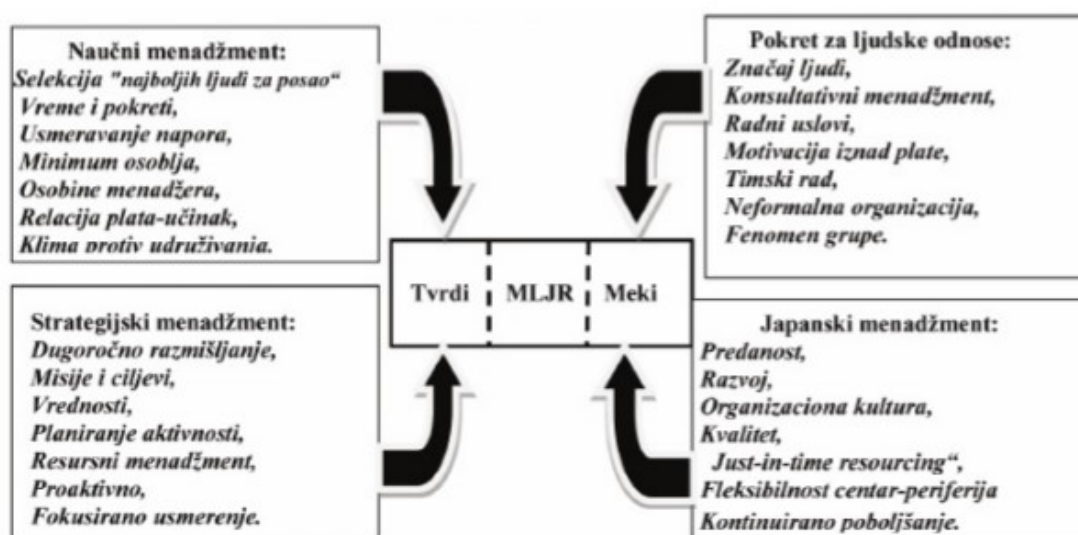 Naučni menadžment:
Selekcija "najboljih ljudi za posao“
Vreme i pokreti,
Usmeravanje napora,
Minimum osoblja,
Osobine menadžera,
Relacija plata-učinak,
Klima protiv udruživanja.
Pokret za ljudske odnose:
Značaj ljudi,
Konsultativni menadžment,
Radni uslovi,
Motivacija iznad plate,
Timski rad,
Neformalna organizacija,
Fenomen grupe.
Tvrdi MLJR Meki
Strategijski menadžment:
Dugoročno razmišljanje,
Misije i ciljevi,
Vrednosti,
Planiranje aktivnosti,
Resursni menadžment,
Proaktivno,
Fokusirano usmerenje.
Japanski menadžment:
Predanost,
Razvoj,
Organizaciona kultura,
Kvalitet,
Just-in-time resourcing“,
Fleksibilnost centar-periferija
Kontinuirano poboljšanje.